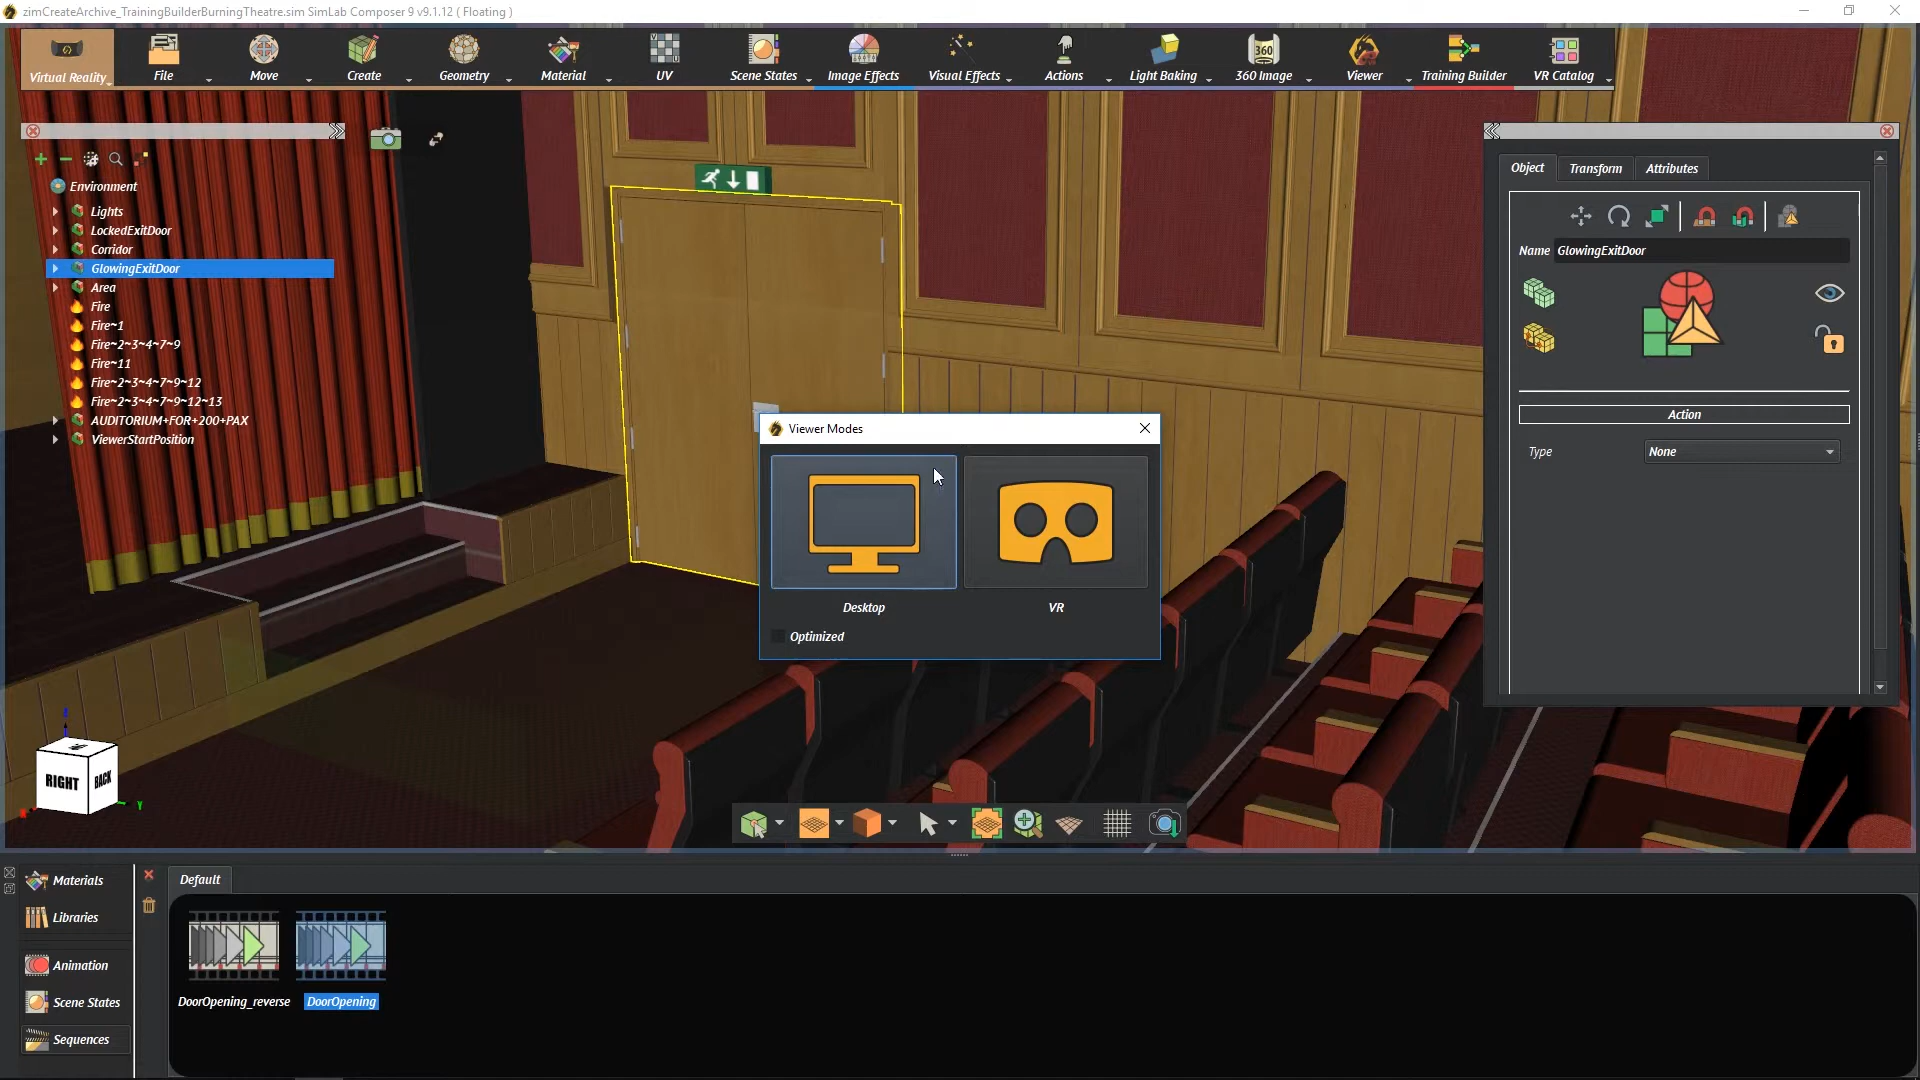 zimCreateArchive_TrainingBuilderBurningTheatre.sim SimLab Composer 9 v9.1.12 ( Floating )
Virtual Reality
File
Move
Create
Geometry
Material
UV
Scene States
Image Effects
Visual Effects
Actions
Light Baking
360
360 Image
Viewer
Training Builder
VR Catalog
Environment
Lights
LockedExitDoor
Corridor
GlowingExitDoor
Area
Fire
Fire~1
Fire~2~3~4~7~9
Fire~11
Fire~2~3~4~7~9~12
Fire~2~3~4~7~9~12~13
AUDITORIUM+FOR+200+PAX
ViewerStartPosition
Object
Transform
Attributes
Name GlowingExitDoor
Action
Type None
Viewer Modes
Desktop
VR
Optimized
RIGHT
BACK
z
x
y
Materials
Libraries
Animation
Scene States
Sequences
Default
DoorOpening_reverse
DoorOpening